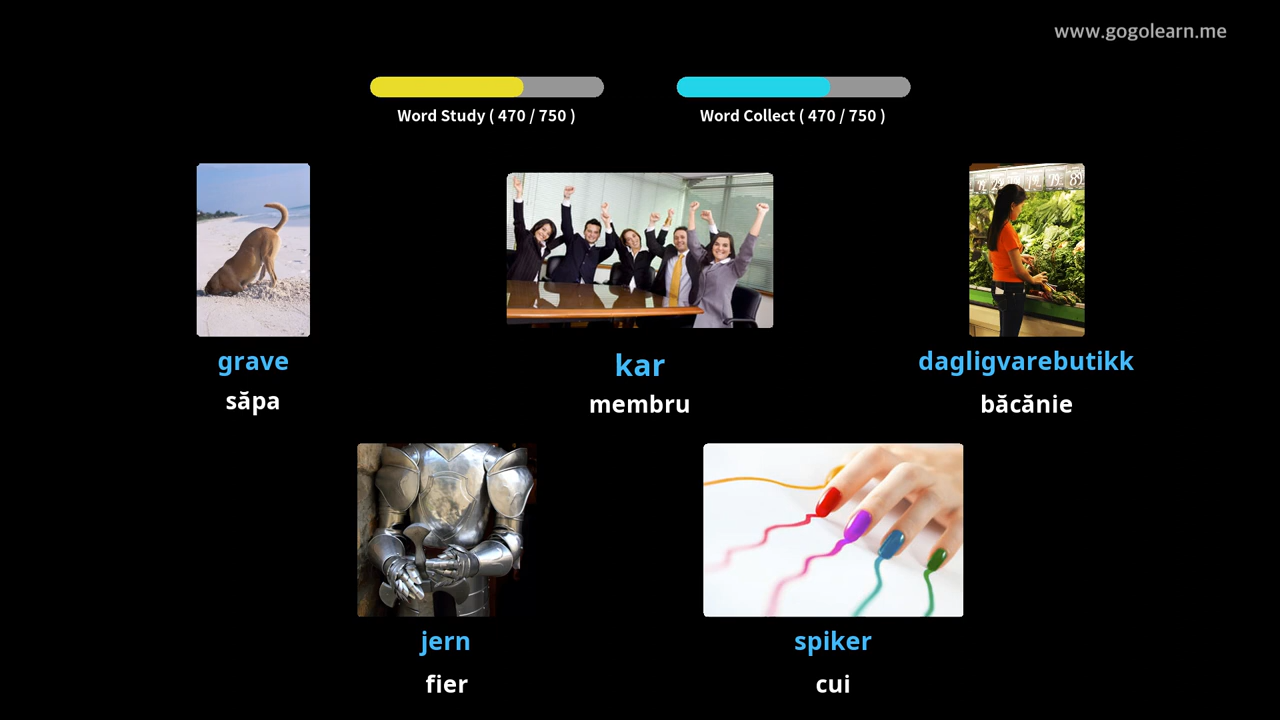 www.gogolearn.me
Word Study ( 470 / 750 )
Word Collect ( 470 / 750 )
grave
săpa
kar
membru
dagligvarebutikk
băcănie
jern
fier
spiker
cui